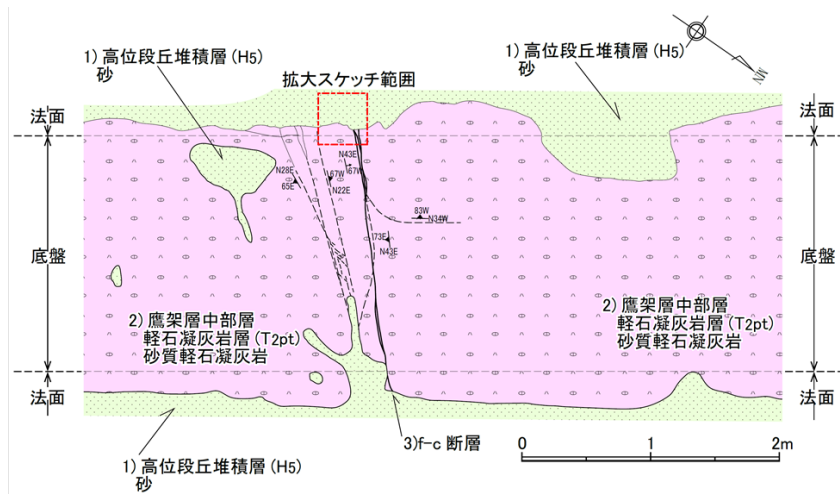 1) 高位段丘堆積層 (H5)
砂
拡大スケッチ範囲
1) 高位段丘堆積層 (H5)
砂
NM
法面
法面
N43E
67W
N28E
65E
67W
N22E
83W
N34W
73E
N43E
底盤
底盤
2) 鷹架層中部層
軽石凝灰岩層 (T2pt)
砂質軽石凝灰岩
2) 鷹架層中部層
軽石凝灰岩層 (T2pt)
砂質軽石凝灰岩
法面
法面
3) f-c 断層
1) 高位段丘堆積層 (H5)
砂
0 1 2m